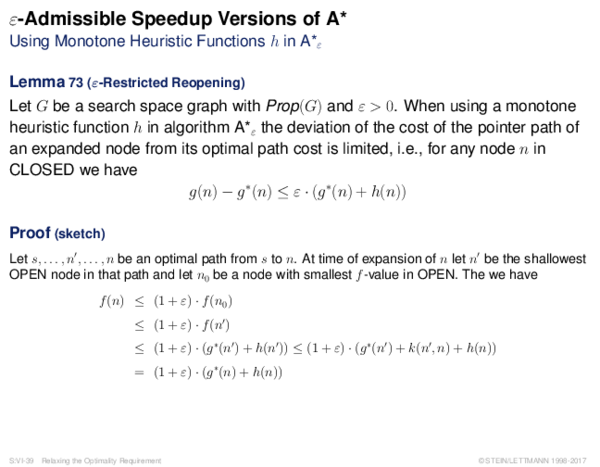 ε-Admissible Speedup Versions of A*
Using Monotone Heuristic Functions h in A*ε
Lemma 73 (ε-Restricted Reopening)
Let G be a search space graph with Prop(G) and ε > 0. When using a monotone
heuristic function h in algorithm A*ε the deviation of the cost of the pointer path of
an expanded node from its optimal path cost is limited, i.e., for any node n in
CLOSED we have
g(n) − g*(n) ≤ ε · (g*(n) + h(n))
Proof (sketch)
Let s, . . . , n′, . . . , n be an optimal path from s to n. At time of expansion of n let n′ be the shallowest
OPEN node in that path and let n₀ be a node with smallest f-value in OPEN. The we have
f(n) ≤ (1 + ε) · f(n₀)
≤ (1 + ε) · f(n′)
≤ (1 + ε) · (g*(n′) + h(n′)) ≤ (1 + ε) · (g*(n′) + k(n′, n) + h(n))
= (1 + ε) · (g*(n) + h(n))
S:VI-39 Relaxing the Optimality Requirement
©STEIN/LETTMANN 1998-2017